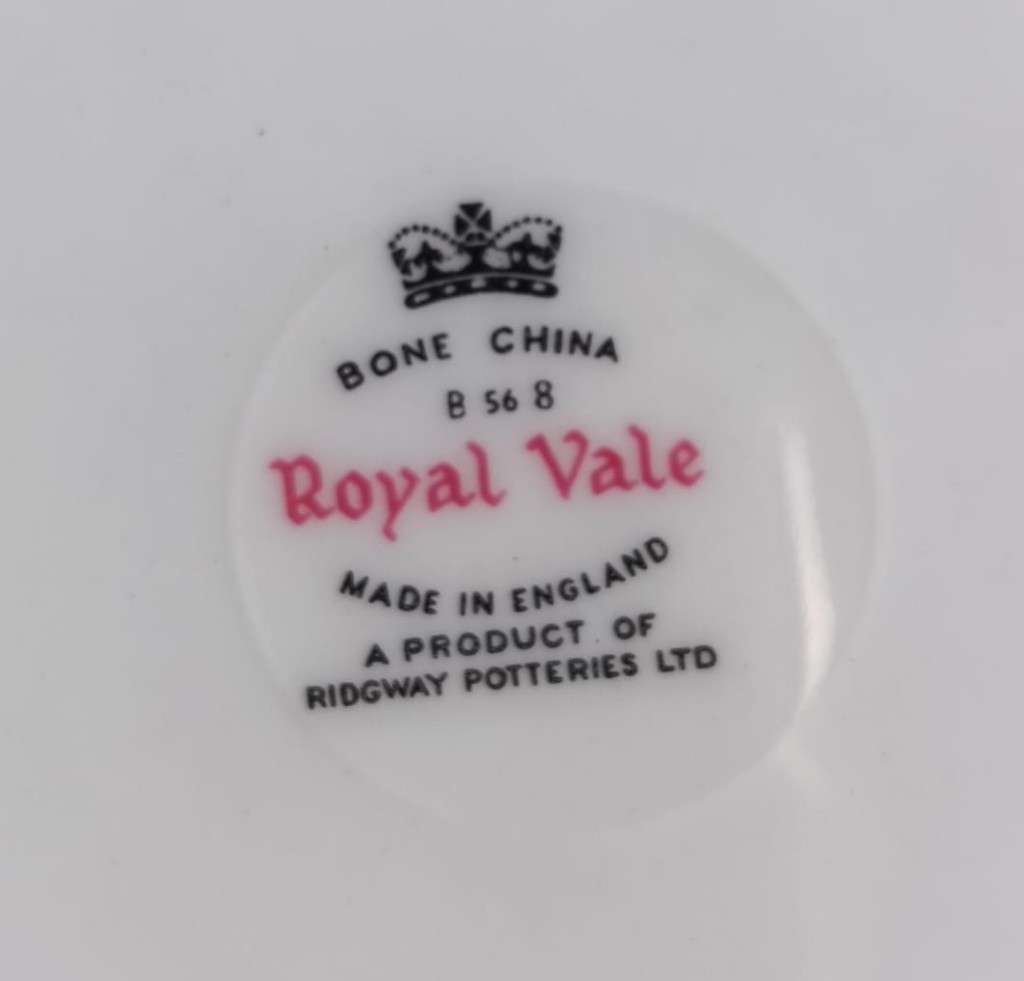 BONE CHINA
B 56 8
Royal Vale
MADE IN ENGLAND
A PRODUCT OF
RIDGWAY POTTERIES LTD